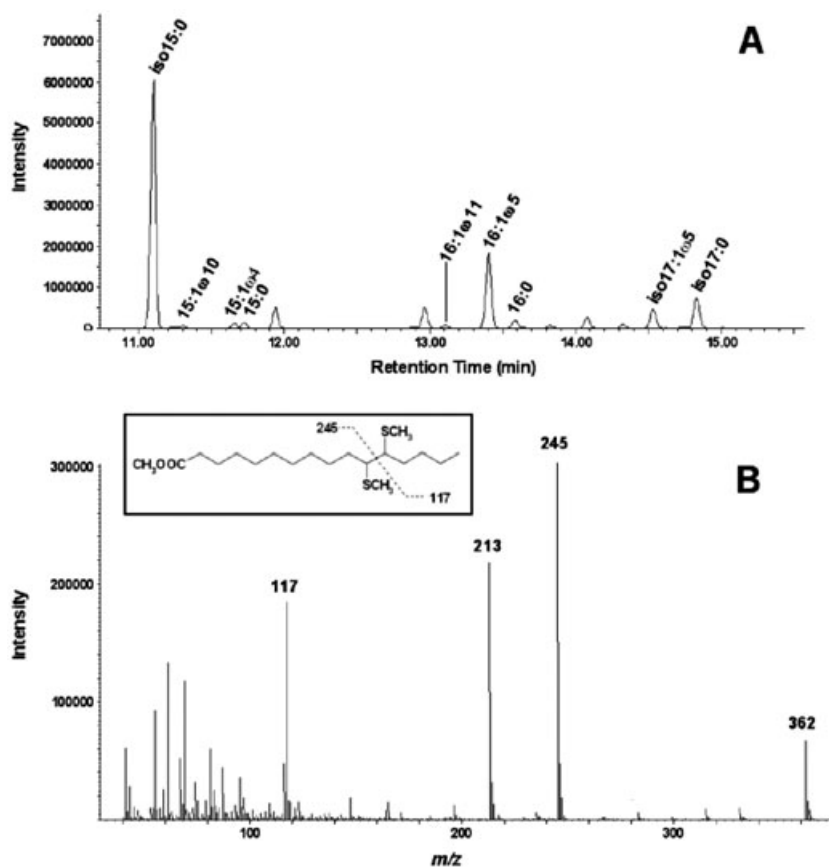 A
Intensity
7000000
6000000
5000000
4000000
3000000
2000000
1000000
0
iso15:0
15:1ω10
15:1ω4
15:0
16:1ω11
16:1ω5
16:0
iso17:1ω5
iso17:0
11.00 12.00 13.00 14.00 15.00
Retention Time (min)
B
Intensity
300000
200000
100000
245
SCH3
CH3OOC
SCH3
117
117
213
245
362
100 200 300
m/z